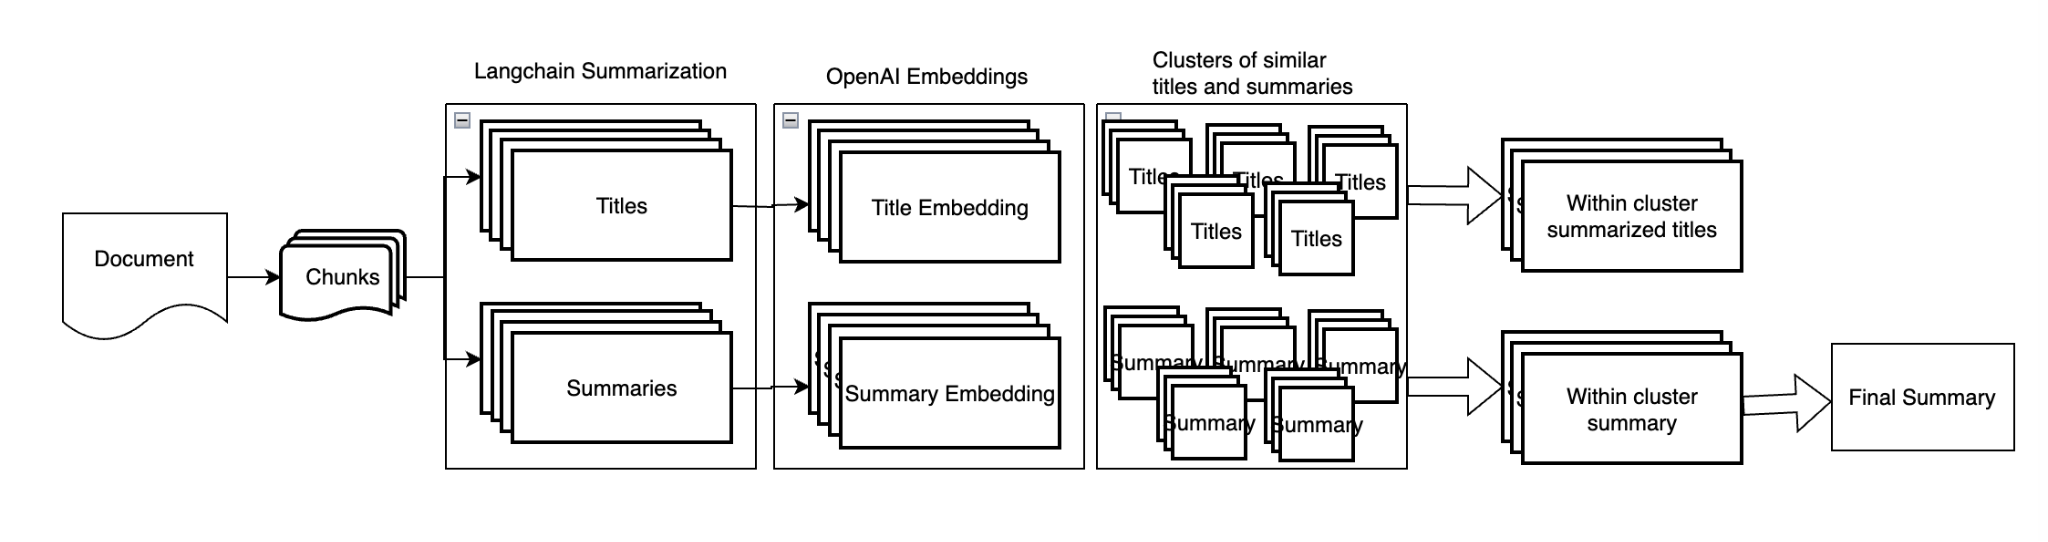 Langchain Summarization
OpenAI Embeddings
Clusters of similar
titles and summaries
Document
Chunks
Titles
Title Embedding
Titles
Titles
Titles
Titles
Titles
Within cluster
summarized titles
Summaries
Summary Embedding
Summary
Summary
Summary
Summary
Summary
Within cluster
summary
Final Summary